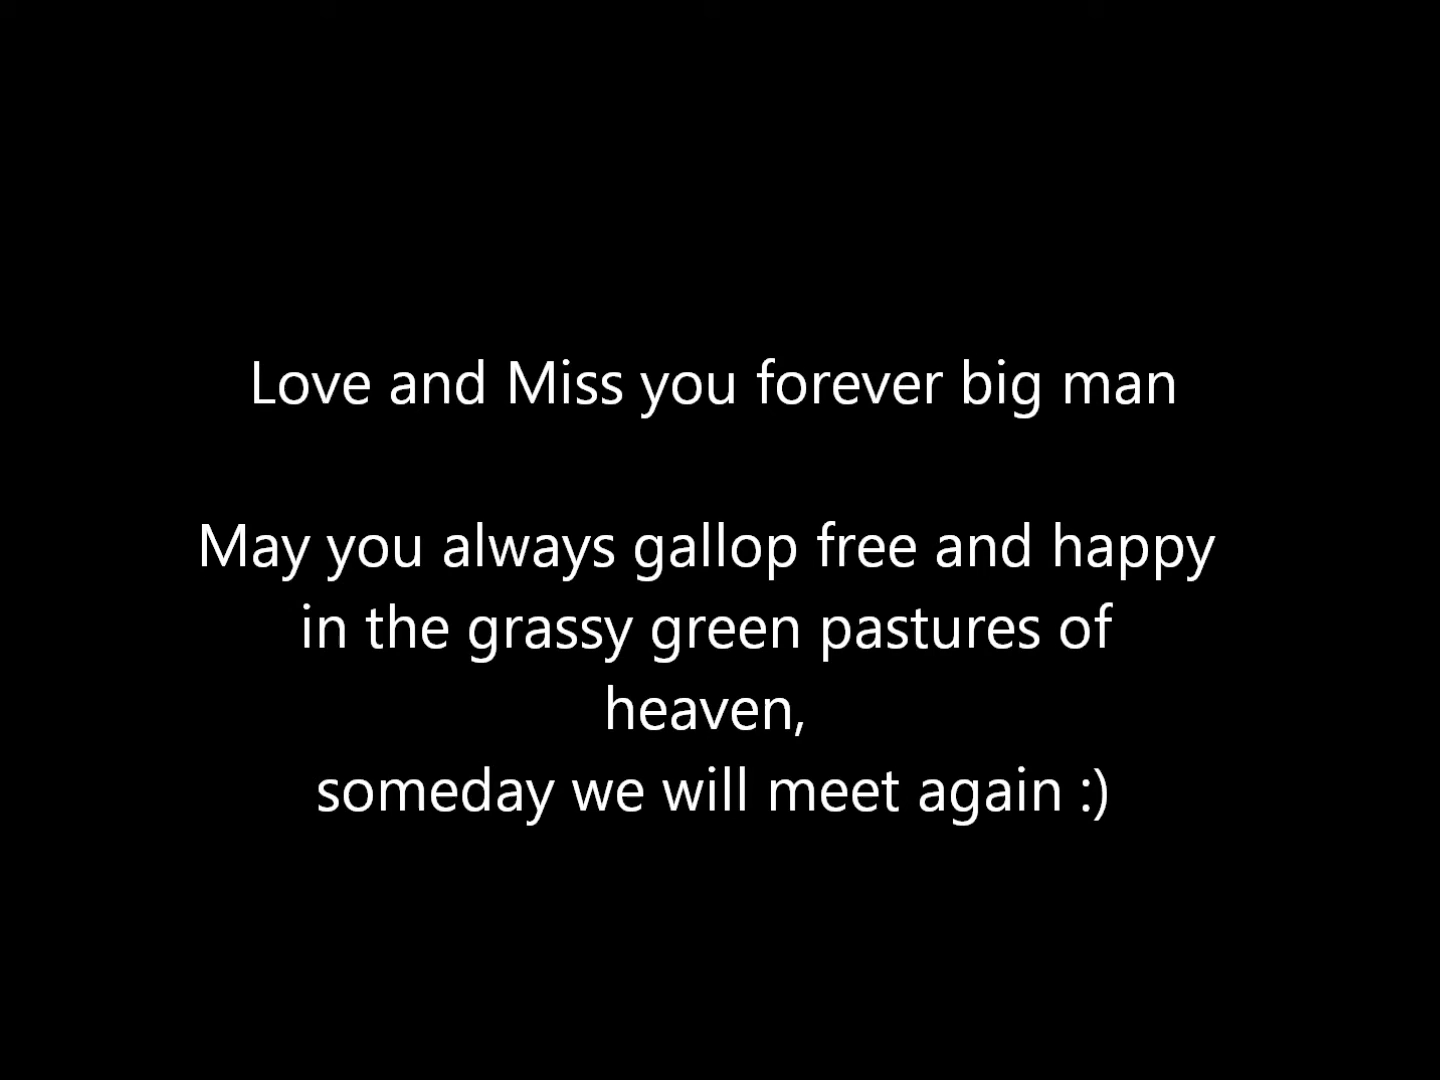 Love and Miss you forever big man
May you always gallop free and happy
in the grassy green pastures of
heaven,
someday we will meet again :)